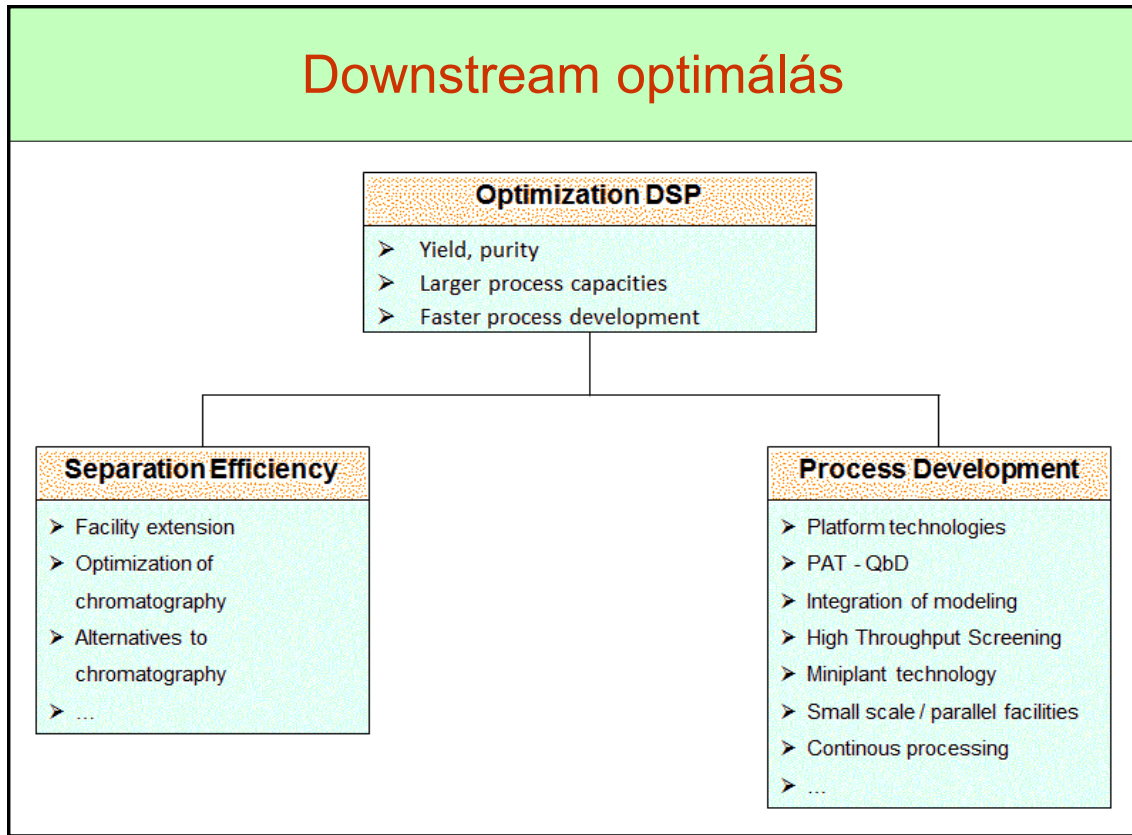 Downstream optimálás
Optimization DSP
➢ Yield, purity
➢ Larger process capacities
➢ Faster process development
Separation Efficiency
➢ Facility extension
➢ Optimization of
chromatography
➢ Alternatives to
chromatography
➢ ...
Process Development
➢ Platform technologies
➢ PAT - QbD
➢ Integration of modeling
➢ High Throughput Screening
➢ Miniplant technology
➢ Small scale / parallel facilities
➢ Continous processing
➢ ...